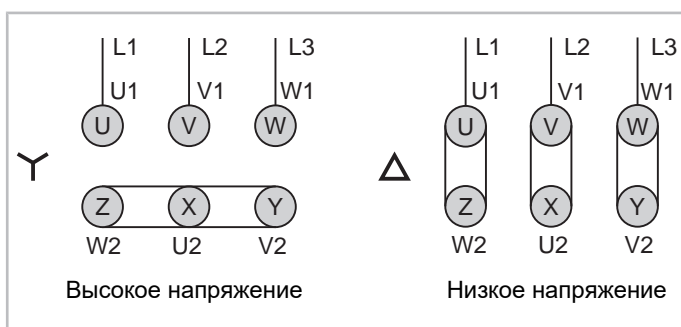 L1 L2 L3
U1 V1 W1
U V W
Z X Y
W2 U2 V2
Высокое напряжение
L1 L2 L3
U1 V1 W1
U V W
Z X Y
W2 U2 V2
Низкое напряжение